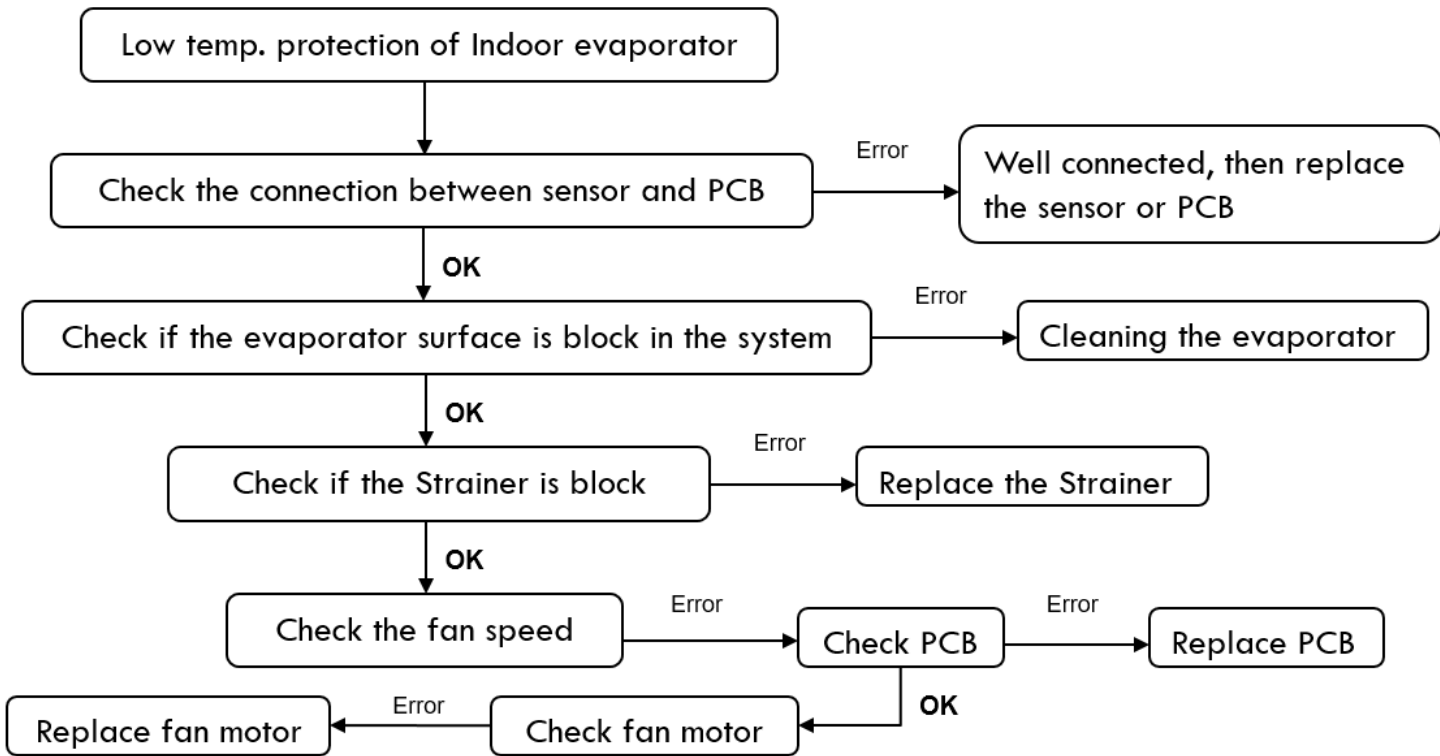 Low temp. protection of Indoor evaporator
Error
Check the connection between sensor and PCB
Well connected, then replace
the sensor or PCB
OK
Error
Check if the evaporator surface is block in the system
Cleaning the evaporator
OK
Error
Check if the Strainer is block
Replace the Strainer
OK
Error
Error
Check the fan speed
Check PCB
Replace PCB
OK
Error
Replace fan motor
Check fan motor